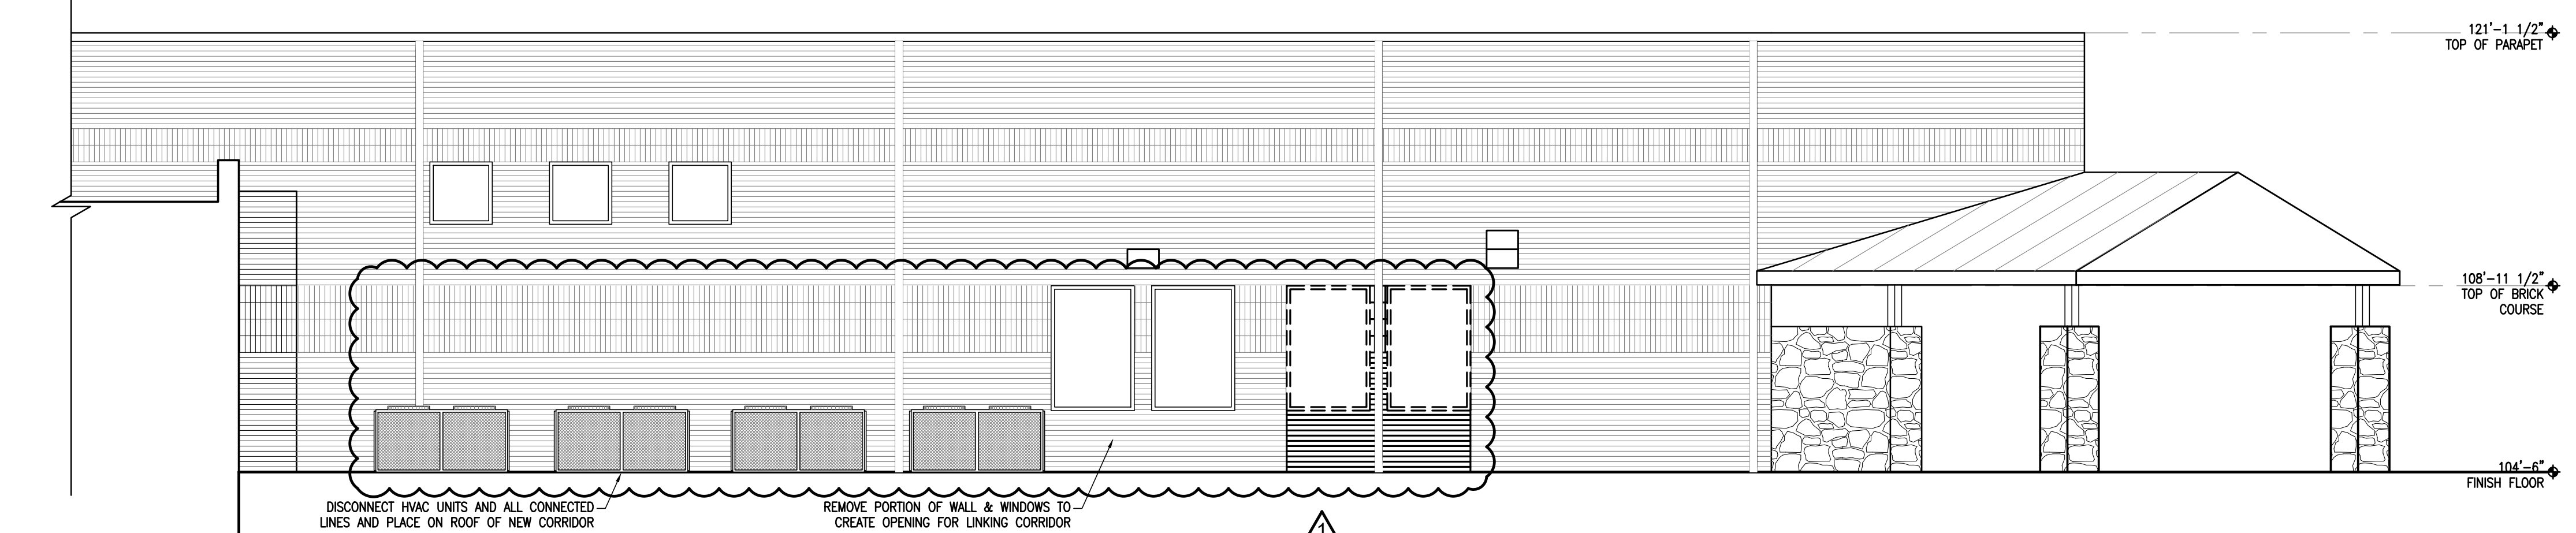 121'-1 1/2"
TOP OF PARAPET
108'-11 1/2"
TOP OF BRICK
COURSE
104'-6"
FINISH FLOOR
DISCONNECT HVAC UNITS AND ALL CONNECTED
LINES AND PLACE ON ROOF OF NEW CORRIDOR
REMOVE PORTION OF WALL & WINDOWS TO
CREATE OPENING FOR LINKING CORRIDOR
1